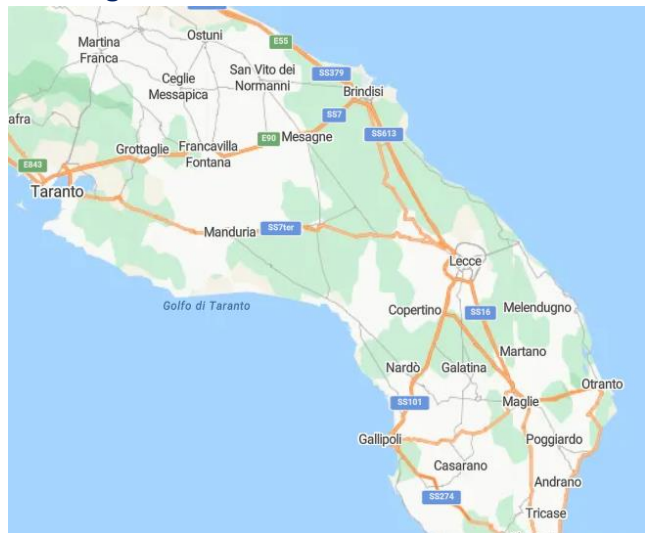 Ostuni
E55
Martina
Franca
San Vito dei
Normanni
SS379
Ceglie
Messapica
Brindisi
SS7
afra
E90
Mesagne
SS613
Grottaglie
Francavilla
Fontana
E843
Taranto
Manduria
SS7ter
Lecce
Golfo di Taranto
Copertino
SS16
Melendugno
Martano
Nardò
Galatina
Otranto
SS101
Maglie
Gallipoli
Poggiardo
Casarano
Andrano
SS274
Tricase